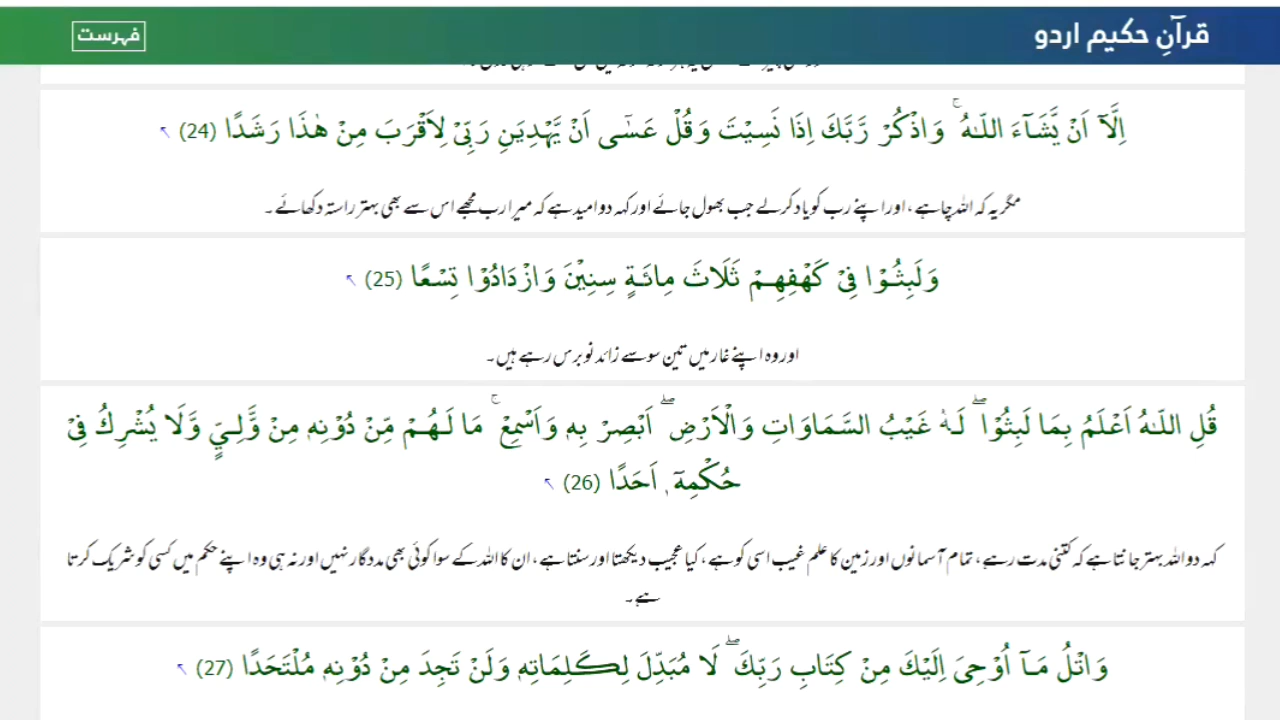 قرآنِ حکیم اردو
فہرست
اِلَّآ اَنْ يَّشَآءَ اللّـٰهُ ۚ وَاذْكُرْ رَّبَّكَ اِذَا نَسِيْتَ وَقُلْ عَسٰٓى اَنْ يَّهْدِيَنِ رَبِّىْ لِاَقْرَبَ مِنْ هٰذَا رَشَدًا (24)
مگر یہ کہ اللہ چاہے، اور اپنے رب کو یاد کر لے جب بھول جائے اور کہہ دو امید ہے کہ میرا رب مجھے اس سے بھی بہتر راستہ دکھائے۔
وَلَبِثُـوْا فِىْ كَهْفِهِـمْ ثَلَاثَ مِائَـةٍ سِنِيْنَ وَازْدَادُوْا تِسْعًا (25)
اور وہ اپنے غار میں تین سو سے زائد نو برس رہے ہیں۔
قُلِ اللّـٰهُ اَعْلَمُ بِمَا لَبِثُوْا ۖ لَـهٝ غَيْبُ السَّمَاوَاتِ وَالْاَرْضِ ۖ اَبْصِرْ بِهٖ وَاَسْمِعْ ۚ مَا لَـهُـمْ مِّنْ دُوْنِهٖ مِنْ وَّلِـيٍّ وَّلَا يُشْرِكُ فِىْ
حُكْمِهٓ ٖ اَحَدًا (26)
کہہ دو اللہ بہتر جانتا ہے کہ کتنی مدت رہے، تمام آسمانوں اور زمین کا علم غیب اسی کو ہے، کیا عجیب دیکھتا اور سنتا ہے، ان کا اللہ کے سوا کوئی بھی مددگار نہیں اور نہ ہی وہ اپنے حکم میں کسی کو شریک کرتا
ہے۔
وَاتْلُ مَـآ اُوْحِىَ اِلَيْكَ مِنْ كِتَابِ رَبِّكَ ۖ لَا مُبَدِّلَ لِكَلِمَاتِهٖ وَلَنْ تَجِدَ مِنْ دُوْنِهٖ مُلْتَحَدًا (27)